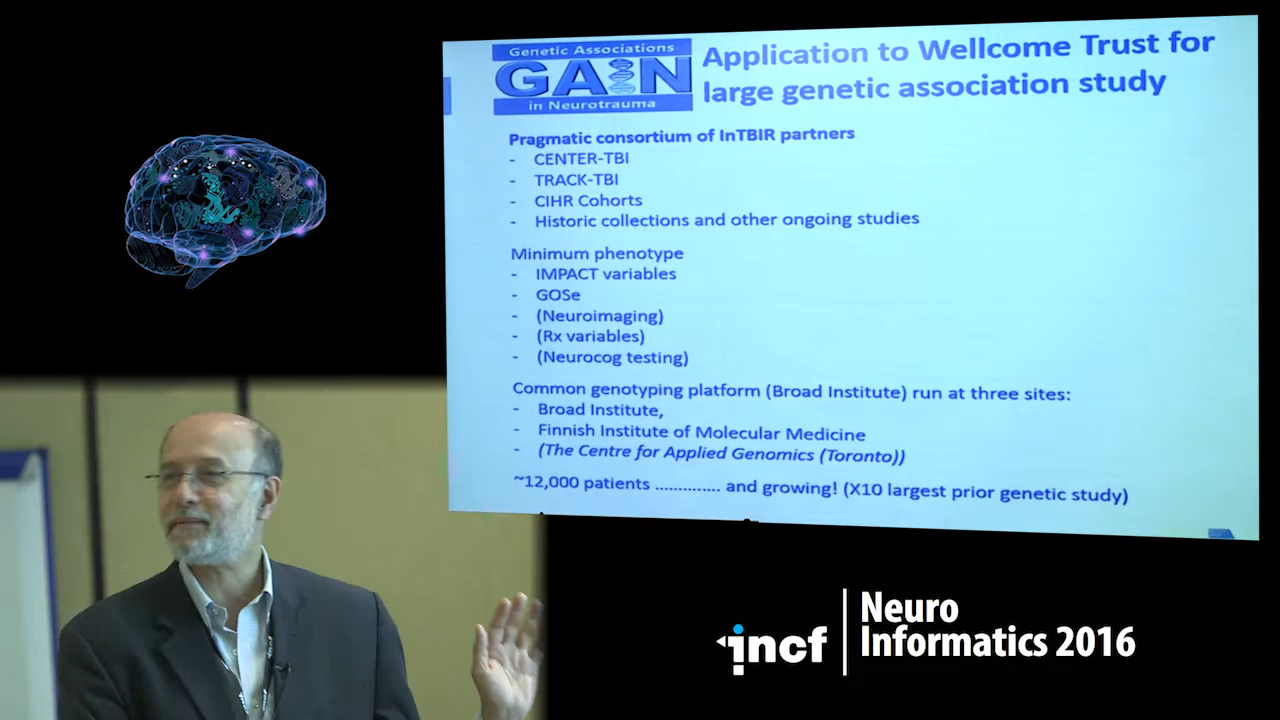 Genetic Associations
GAIN
in Neurotrauma
Application to Wellcome Trust for
large genetic association study
Pragmatic consortium of InTBIR partners
- CENTER-TBI
- TRACK-TBI
- CIHR Cohorts
- Historic collections and other ongoing studies
Minimum phenotype
- IMPACT variables
- GOSe
- (Neuroimaging)
- (Rx variables)
- (Neurocog testing)
Common genotyping platform (Broad Institute) run at three sites:
- Broad Institute,
- Finnish Institute of Molecular Medicine
- (The Centre for Applied Genomics (Toronto))
~12,000 patients .............. and growing! (X10 largest prior genetic study)
incf
Neuro
Informatics 2016